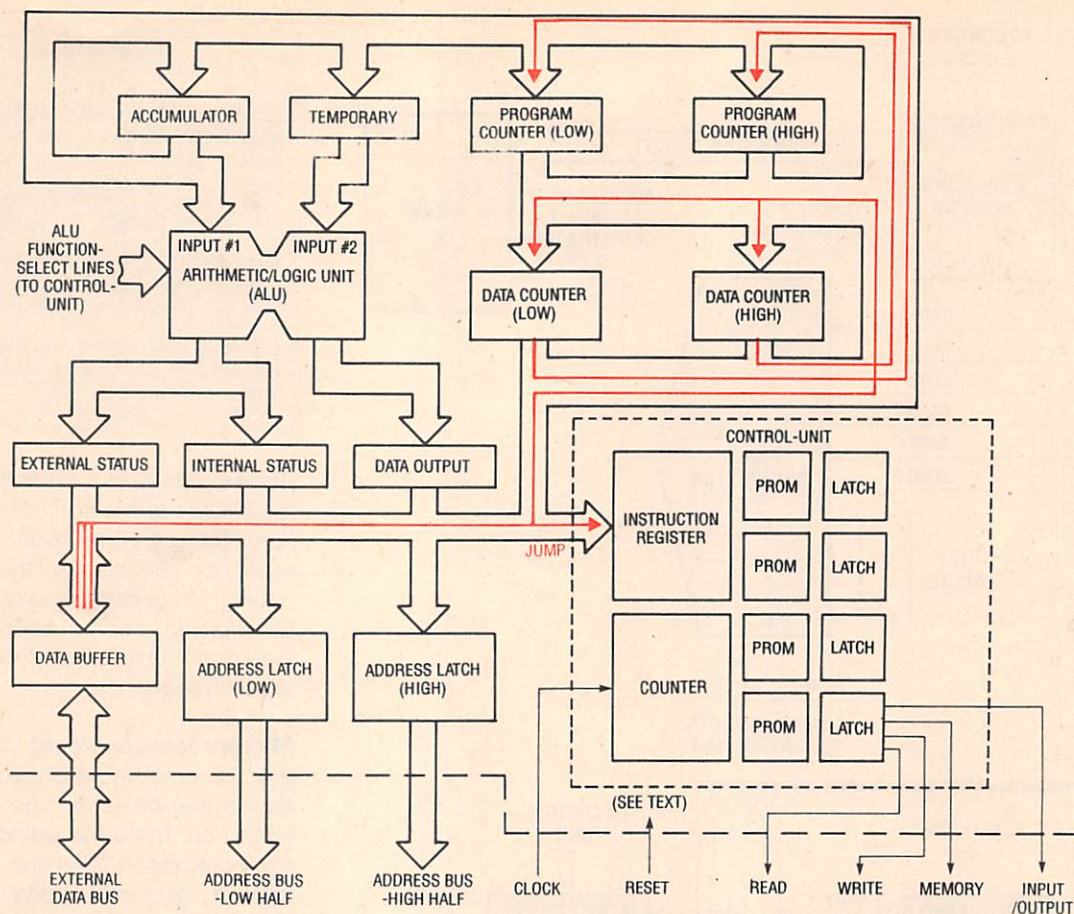 ACCUMULATOR
TEMPORARY
PROGRAM
COUNTER (LOW)
PROGRAM
COUNTER (HIGH)
ALU
FUNCTION-
SELECT LINES
(TO CONTROL-
UNIT)
INPUT #1
INPUT #2
ARITHMETIC/LOGIC UNIT
(ALU)
DATA COUNTER
(LOW)
DATA COUNTER
(HIGH)
EXTERNAL STATUS
INTERNAL STATUS
DATA OUTPUT
CONTROL-UNIT
INSTRUCTION
REGISTER
PROM
LATCH
JUMP
PROM
LATCH
DATA BUFFER
ADDRESS LATCH
(LOW)
ADDRESS LATCH
(HIGH)
COUNTER
PROM
LATCH
PROM
LATCH
(SEE TEXT)
EXTERNAL
DATA BUS
ADDRESS BUS
-LOW HALF
ADDRESS BUS
-HIGH HALF
CLOCK
RESET
READ
WRITE
MEMORY
INPUT
/OUTPUT